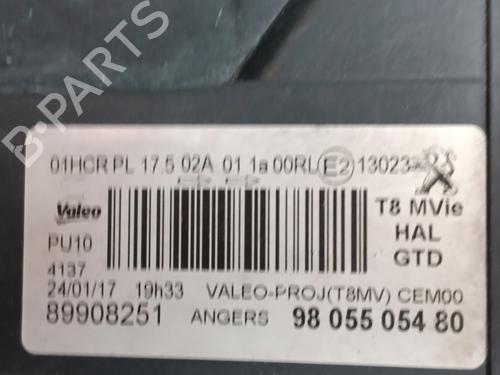 B-PARTS
01HCR PL 17.5 02A 01 1a 00RL E2 13023
Valeo T8 MVie
PU10 HAL
4137 GTD
24/01/17 19h33 VALEO-PROJ(T8MV) CEM00
89908251 ANGERS 98 055 054 80